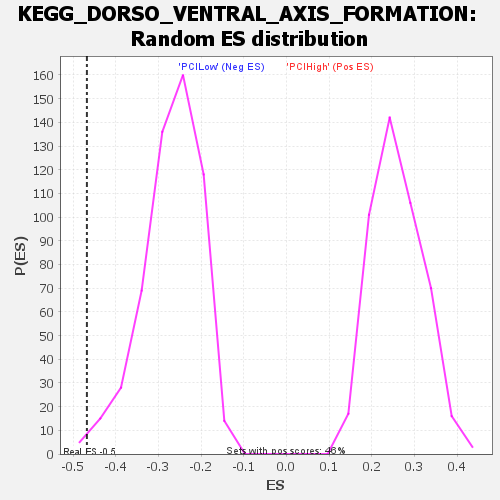 KEGG_DORSO_VENTRAL_AXIS_FORMATION:
Random ES distribution
'PCILow' (Neg ES) 'PCIHigh' (Pos ES)
160
150
140
130
120
110
100
90
80
70
60
50
40
30
20
10
0
P(ES)
Real ES -0.5
Sets with pos scores: 46%
-0.5 -0.4 -0.3 -0.2 -0.1 0.0 0.1 0.2 0.3 0.4
ES